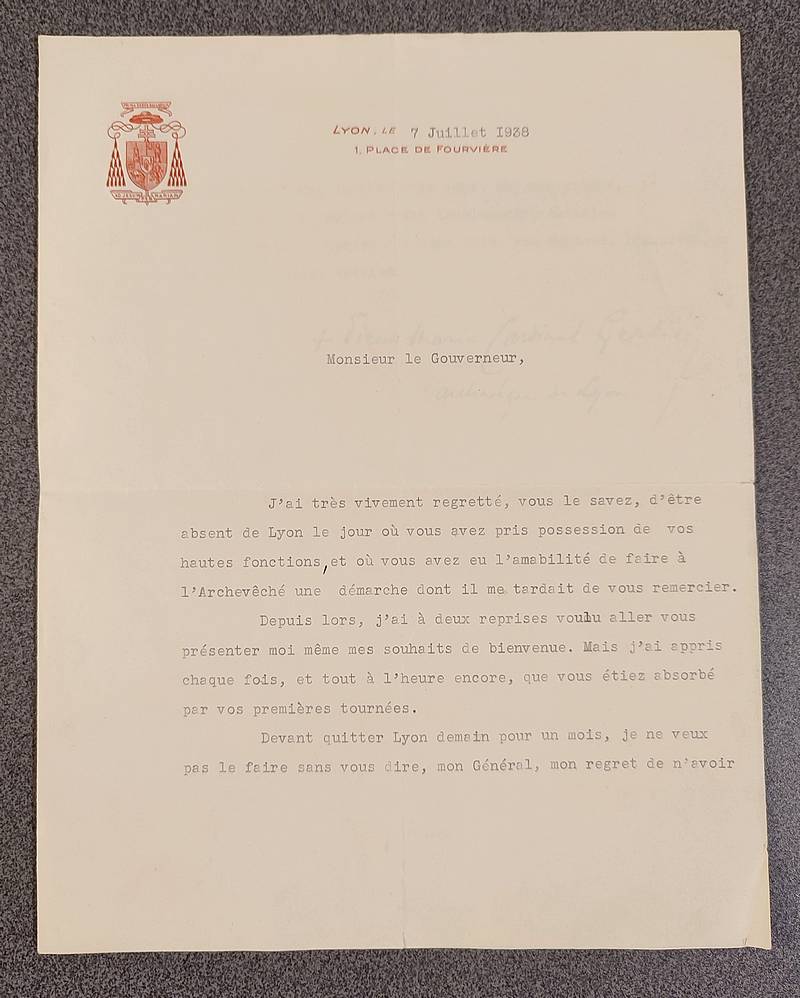 LYON, LE 7 Juillet 1938
1, PLACE DE FOURVIÈRE
Monsieur le Gouverneur,
J'ai très vivement regretté, vous le savez, d'être
absent de Lyon le jour où vous avez pris possession de vos
hautes fonctions, et où vous avez eu l'amabilité de faire à
l'Archevêché une démarche dont il me tardait de vous remercier.
Depuis lors, j'ai à deux reprises voulu aller vous
présenter moi même mes souhaits de bienvenue. Mais j'ai appris
chaque fois, et tout à l'heure encore, que vous étiez absorbé
par vos premières tournées.
Devant quitter Lyon demain pour un mois, je ne veux
pas le faire sans vous dire, mon Général, mon regret de n'avoir